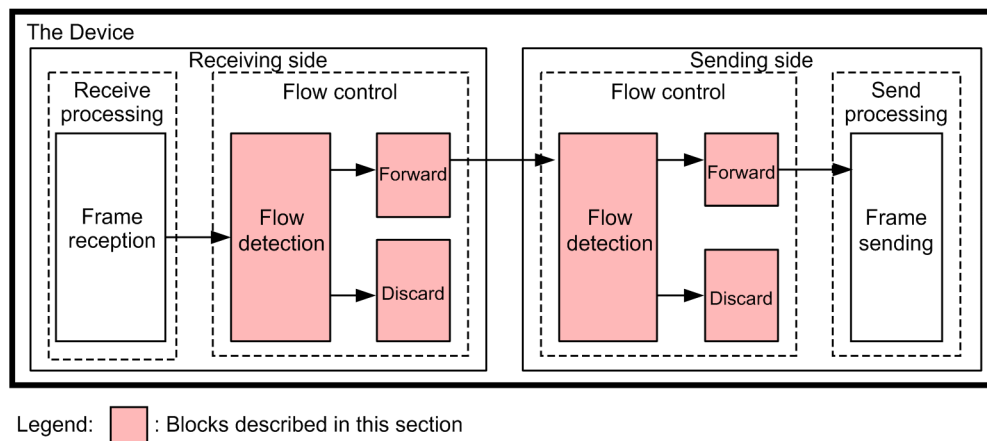 The Device
Receiving side
Sending side
Receive
processing
Flow control
Flow control
Send
processing
Frame
reception
Flow
detection
Forward
Discard
Flow
detection
Forward
Discard
Frame
sending
Legend: : Blocks described in this section